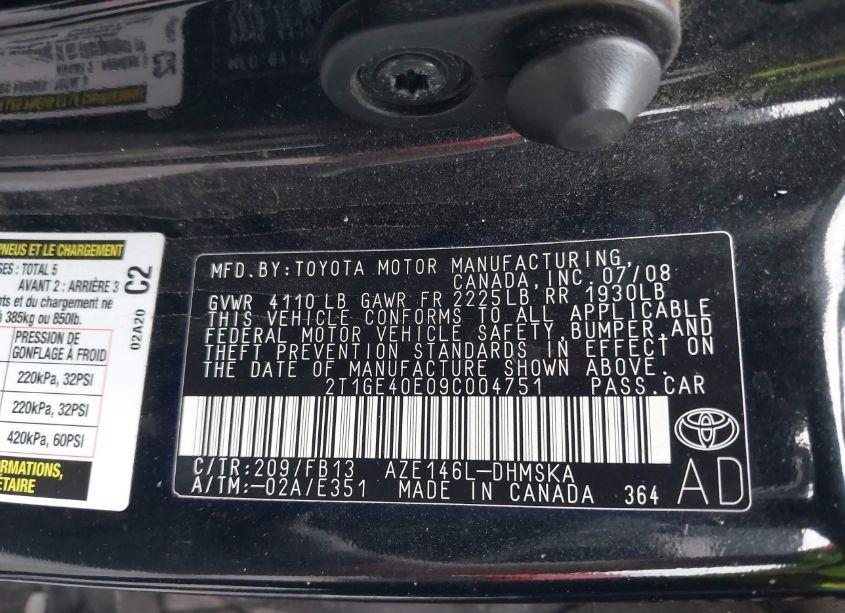 PNEUS ET LE CHARGEMENT
TOTAL 5
AVANT 2 : ARRIÈRE 3
et du chargement ne
385kg ou 850lb.
PRESSION DE
GONFLAGE À FROID
220kPa, 32PSI
220kPa, 32PSI
420kPa, 60PSI
02A20 C2
MFD.BY:TOYOTA MOTOR MANUFACTURING,
CANADA,INC. 07/08
GVWR 4110 LB GAWR FR 2225LB RR 1930LB
THIS VEHICLE CONFORMS TO ALL APPLICABLE
FEDERAL MOTOR VEHICLE SAFETY,BUMPER,AND
THEFT PREVENTION STANDARDS IN EFFECT ON
THE DATE OF MANUFACTURE SHOWN ABOVE.
2T1GE40E09C004751 PASS.CAR
C/TR:209/FB13 AZE146L-DHMSKA
A/TM:-02A/E351 MADE IN CANADA 364
AD